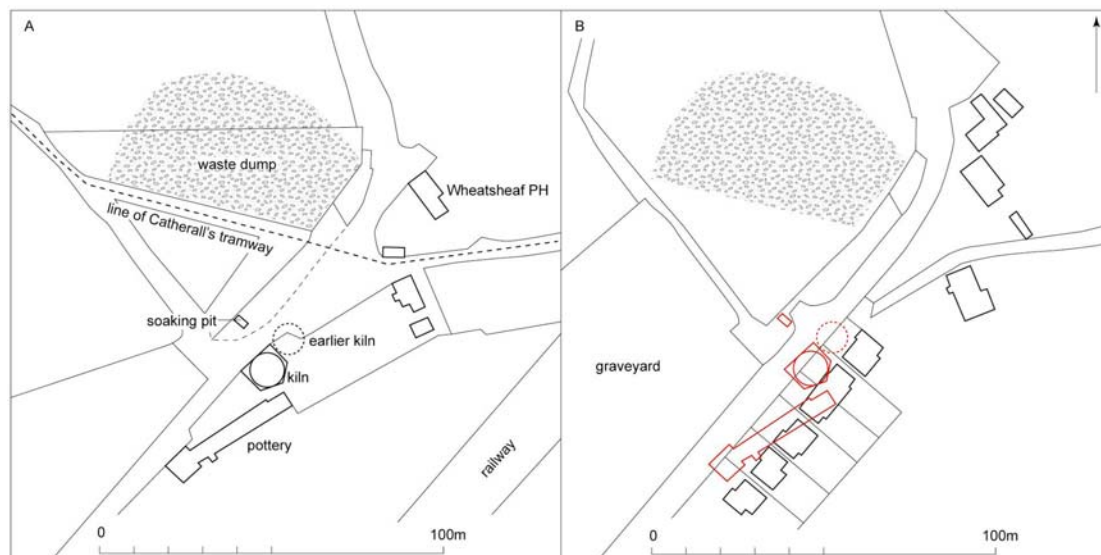 A
waste dump
Wheatsheaf PH
line of Catherall's tramway
soaking pit
earlier kiln
kiln
pottery
railway
0
100m
B
graveyard
0
100m